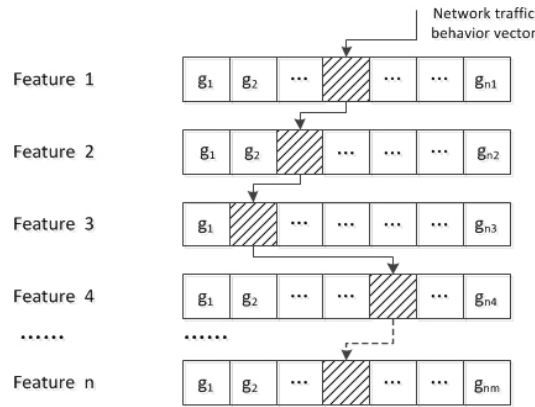 Network traffic
behavior vector
Feature 1 g₁ g₂ ... ... ... gₙ₁
Feature 2 g₁ g₂ ... ... ... gₙ₂
Feature 3 g₁ ... ... ... ... gₙ₃
Feature 4 g₁ g₂ ... ... ... gₙ₄
...... ......
Feature n g₁ g₂ ... ... ... gₙₘ